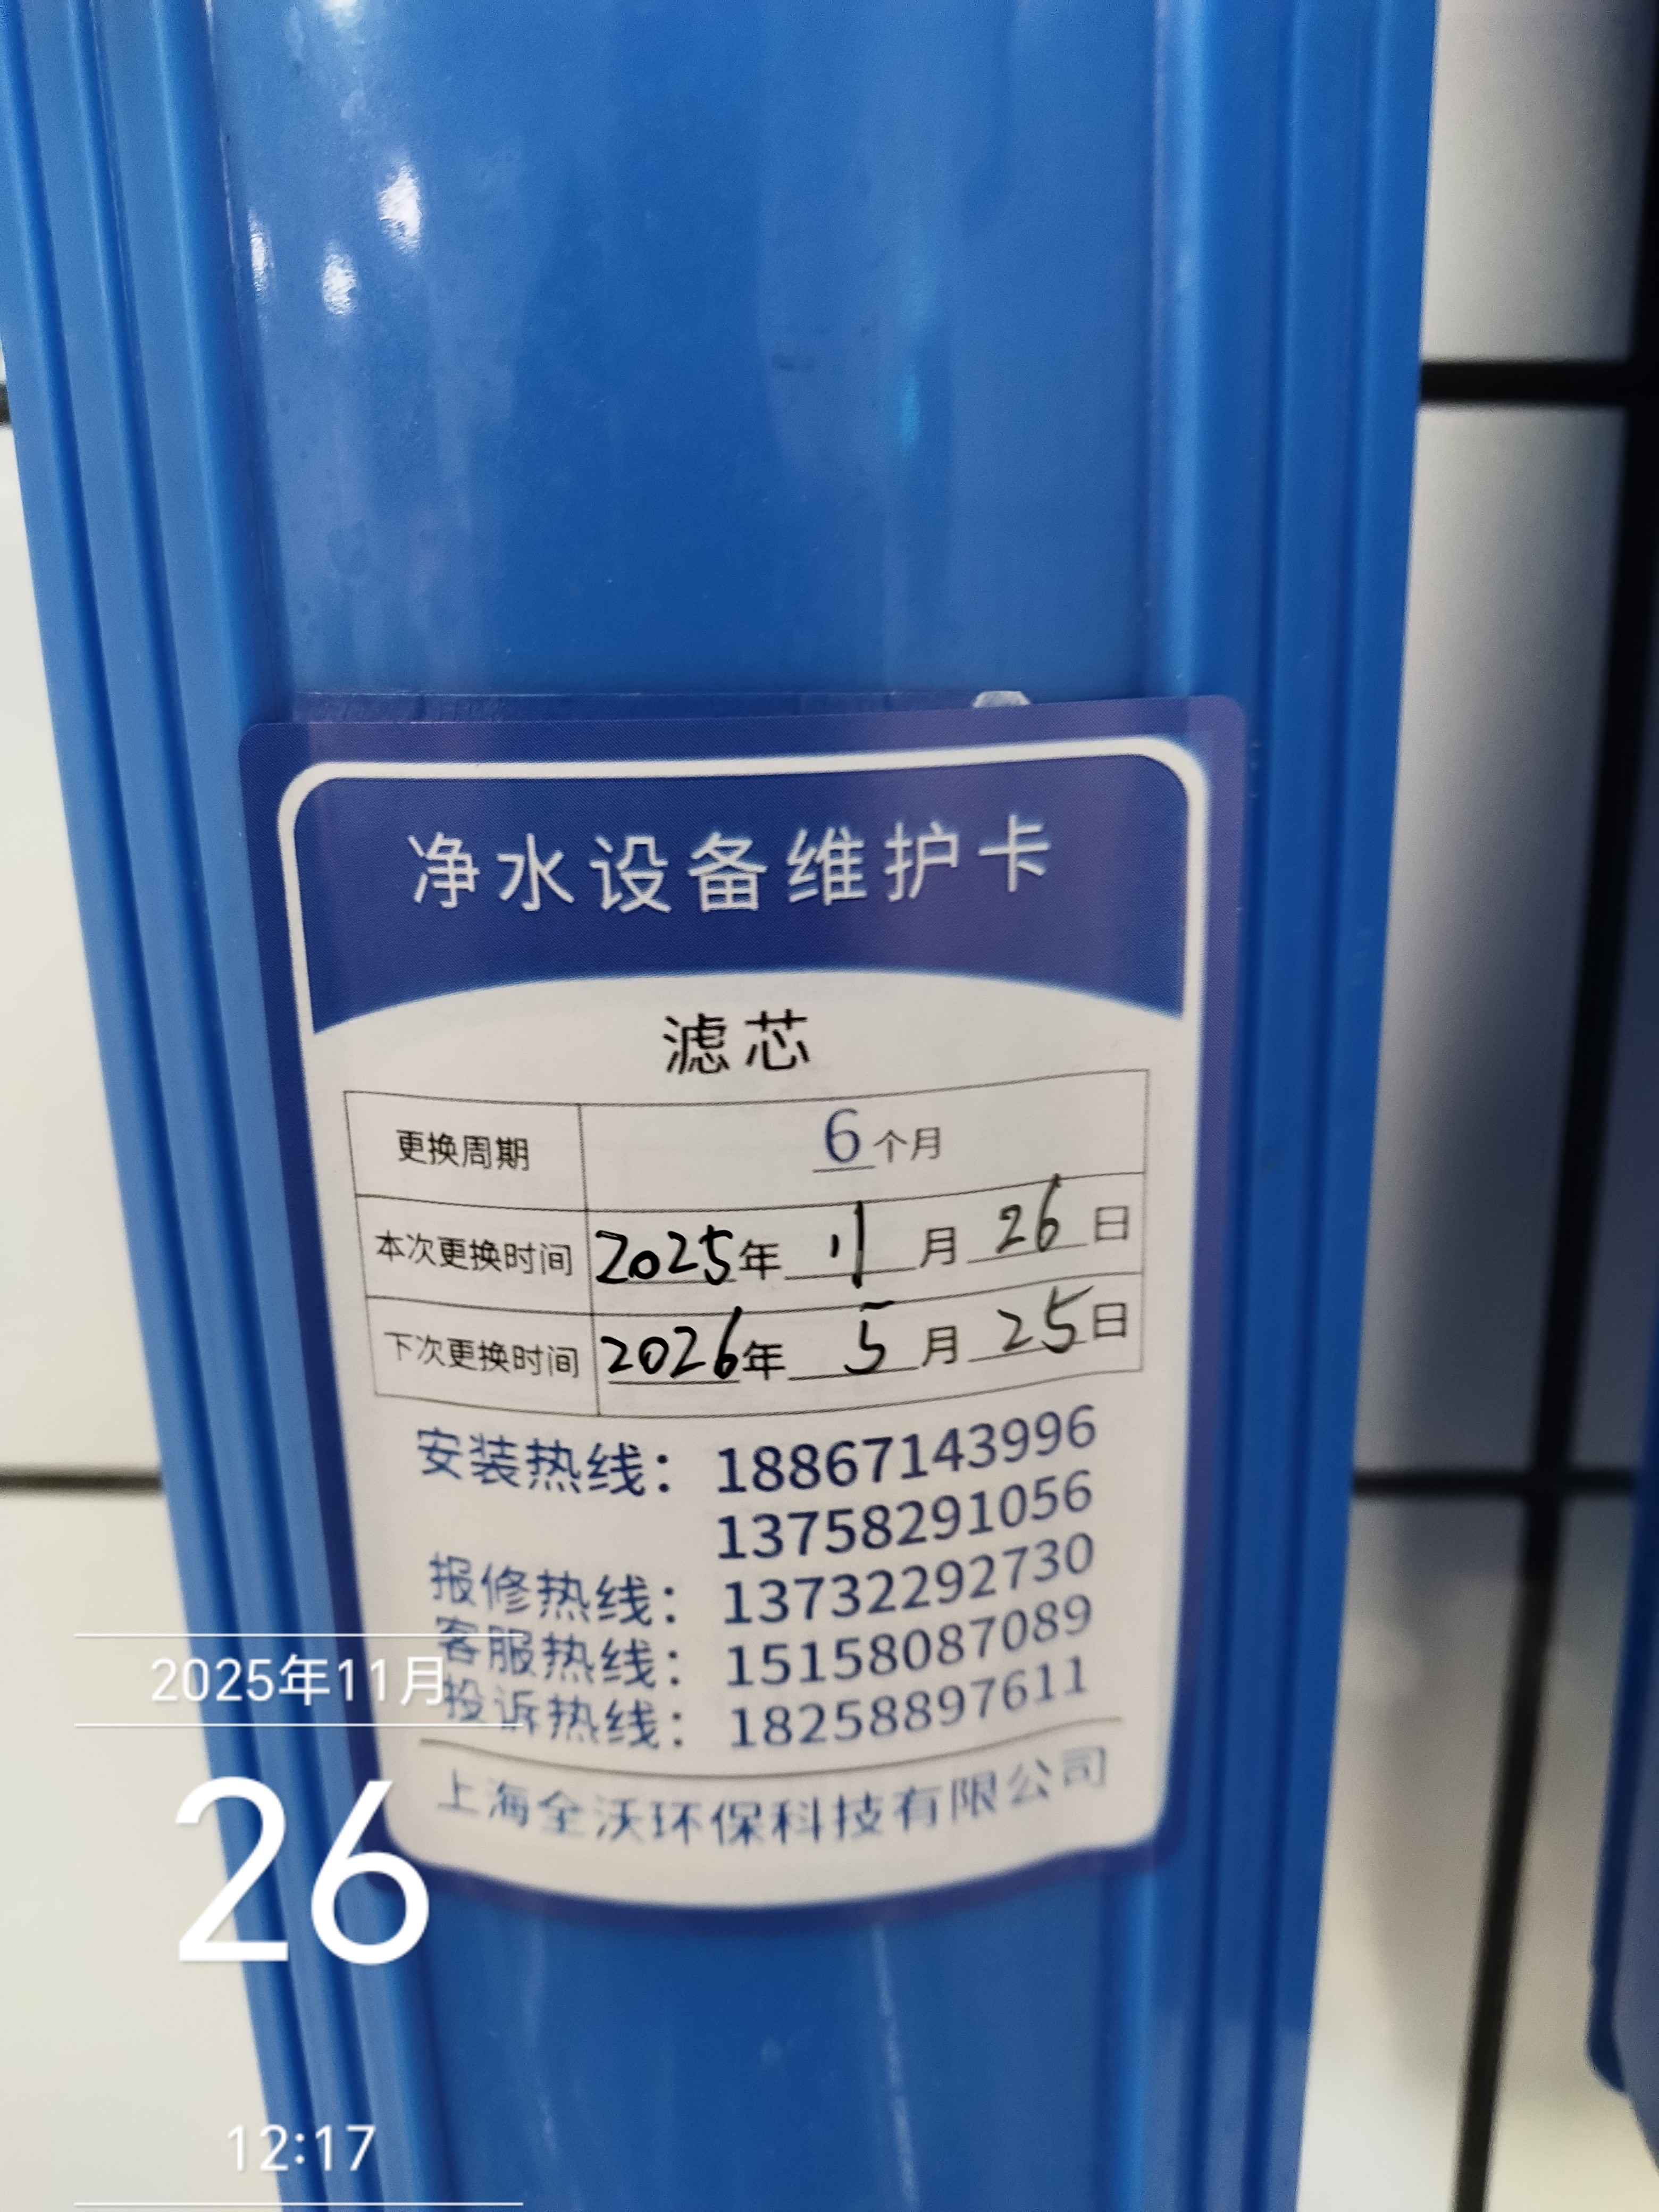 净水设备维护卡
滤芯
更换周期 6个月
本次更换时间 2025年 11月 26日
下次更换时间 2026年 5月 25日
安装热线：18867143996
13758291056
报修热线：13732292730
客服热线：15158087089
投诉热线：18258897611
上海全沃环保科技有限公司
2025年11月
26
12:17